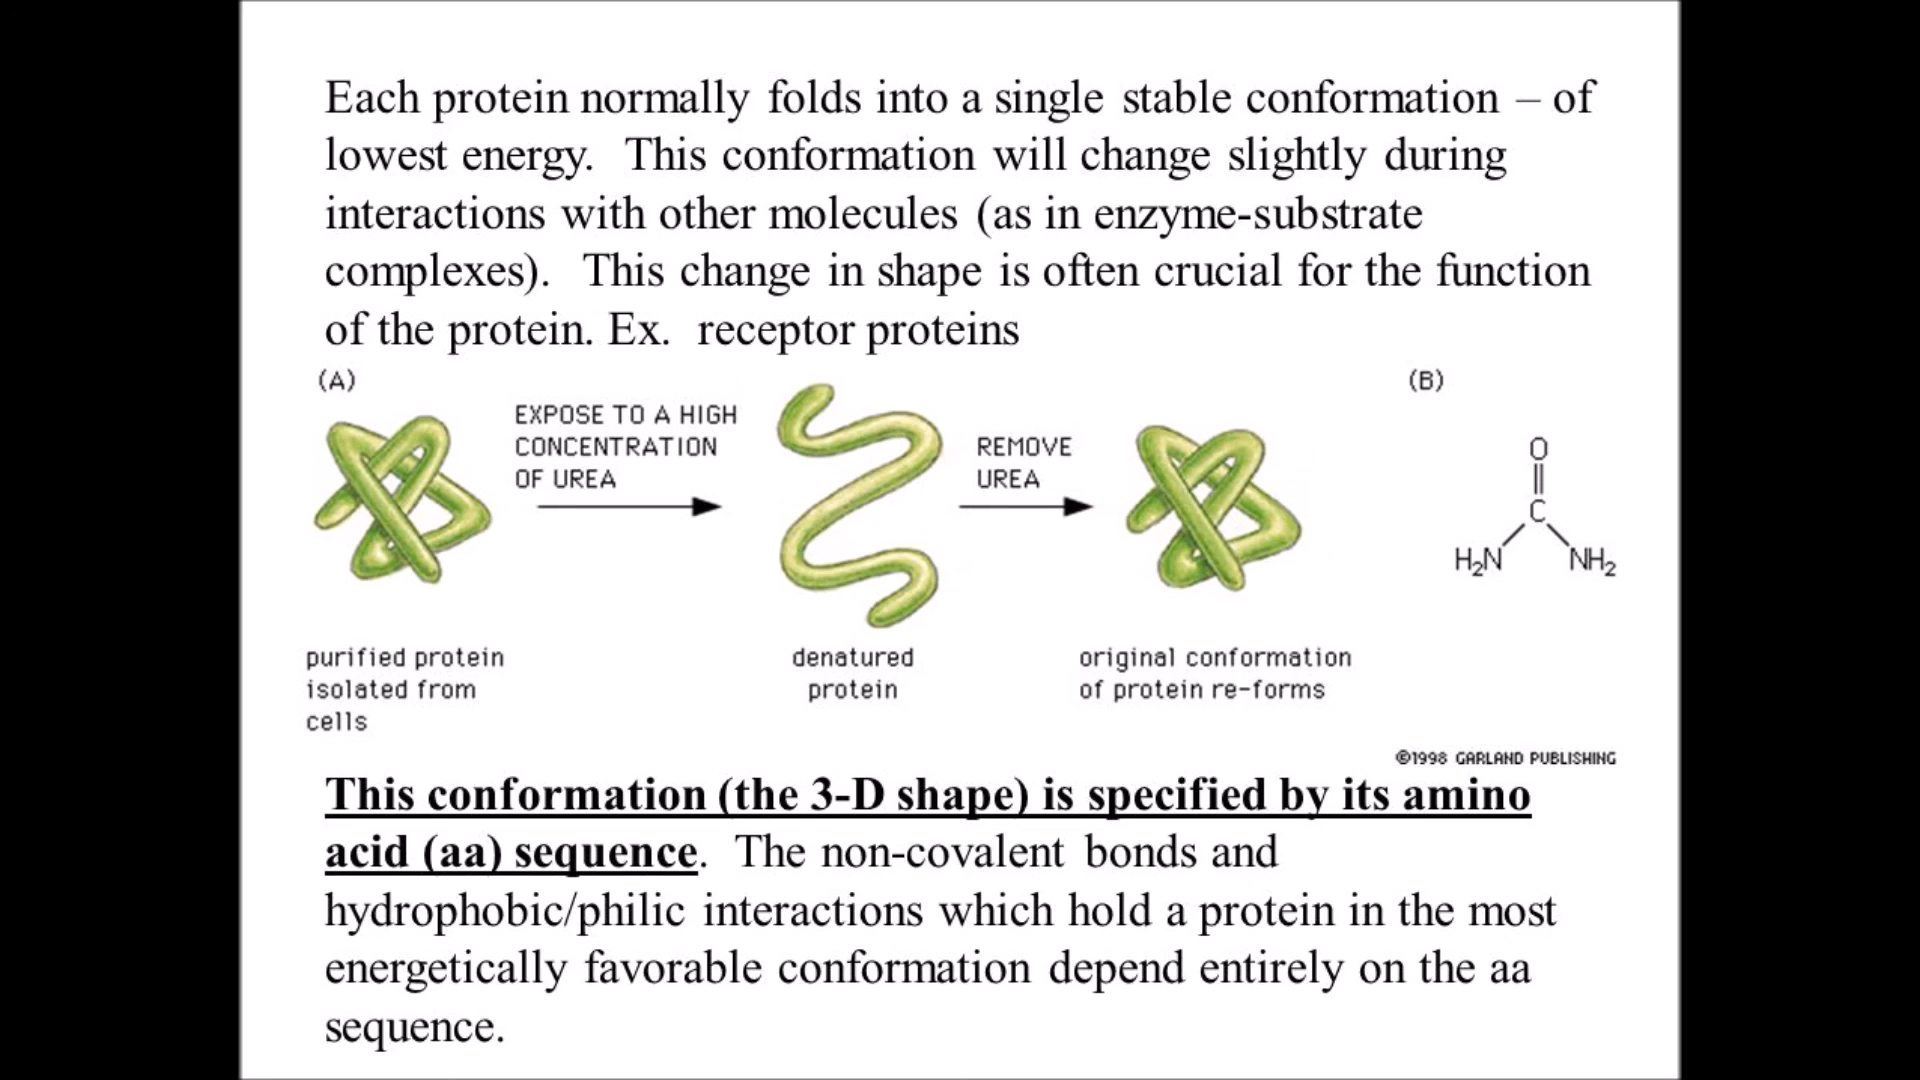 Each protein normally folds into a single stable conformation – of
lowest energy. This conformation will change slightly during
interactions with other molecules (as in enzyme-substrate
complexes). This change in shape is often crucial for the function
of the protein. Ex. receptor proteins
(A)
EXPOSE TO A HIGH
CONCENTRATION
OF UREA
REMOVE
UREA
(B)
O
C
H₂N NH₂
purified protein
isolated from
cells
denatured
protein
original conformation
of protein re-forms
©1998 GARLAND PUBLISHING
This conformation (the 3-D shape) is specified by its amino
acid (aa) sequence. The non-covalent bonds and
hydrophobic/philic interactions which hold a protein in the most
energetically favorable conformation depend entirely on the aa
sequence.